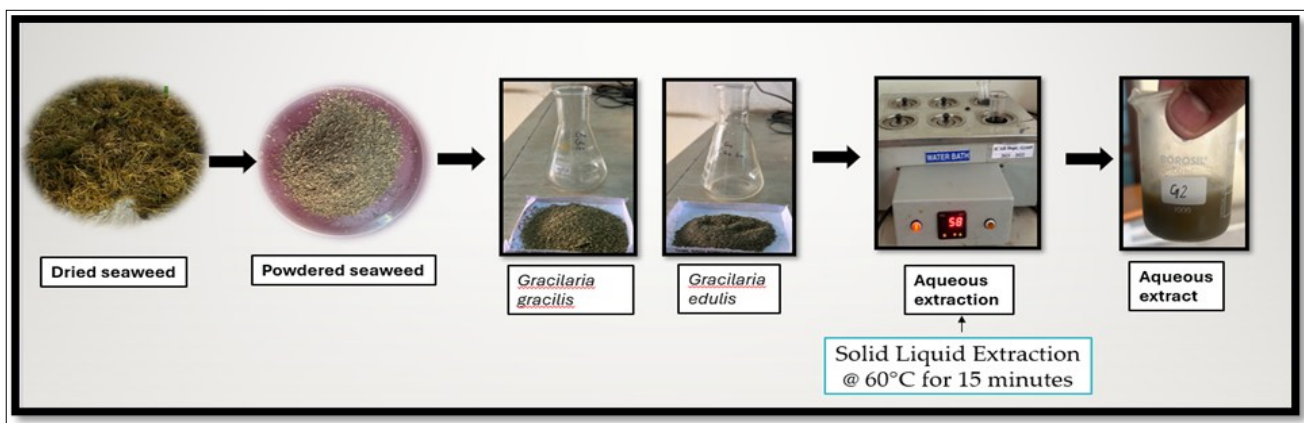 Dried seaweed
Powdered seaweed
Gracilaria
gracilis
Gracilaria
edulis
WATER BATH
58
Aqueous
extraction
Solid Liquid Extraction
@ 60°C for 15 minutes
BOROSIL
G2
Aqueous
extract